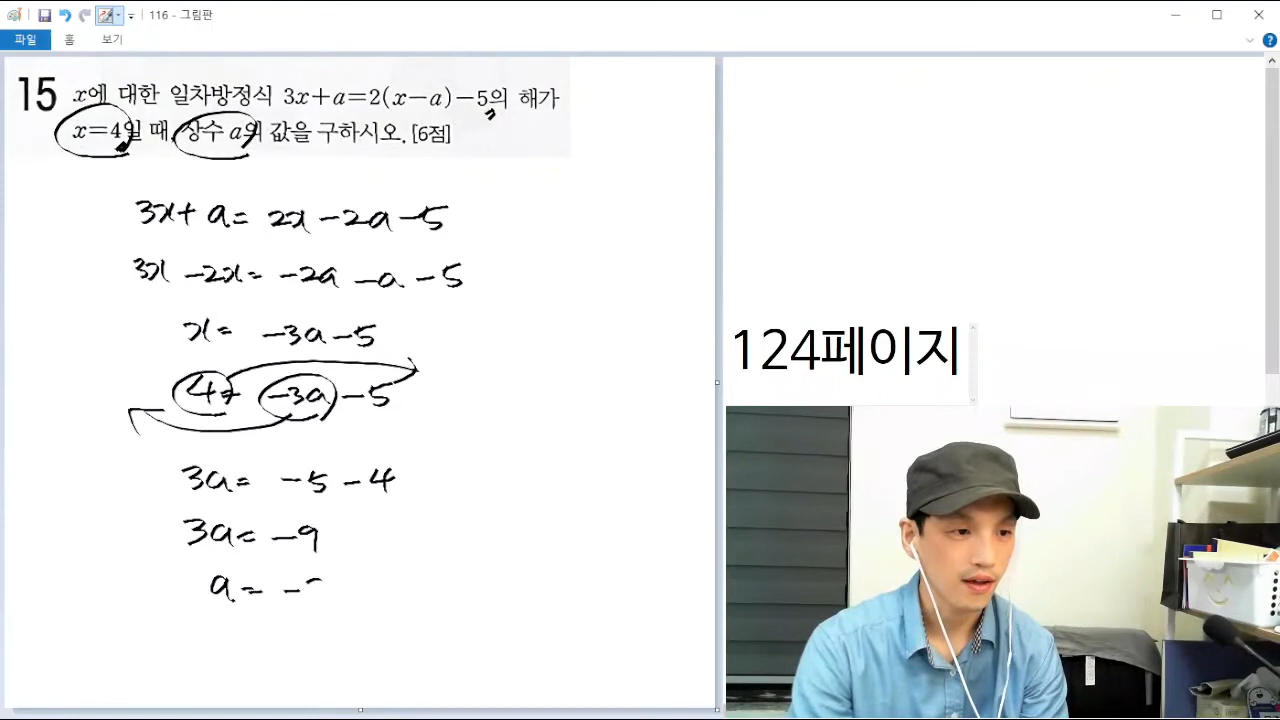 116 - 그림판
파일 홈 보기
15 x에 대한 일차방정식 3x+a=2(x-a)-5의 해가
x=4일 때, 상수 a의 값을 구하시오. [6점]
3x+a=2x-2a-5
3x-2x=-2a-a-5
x=-3a-5
4=-3a-5
3a=-5-4
3a=-9
a=-
124페이지